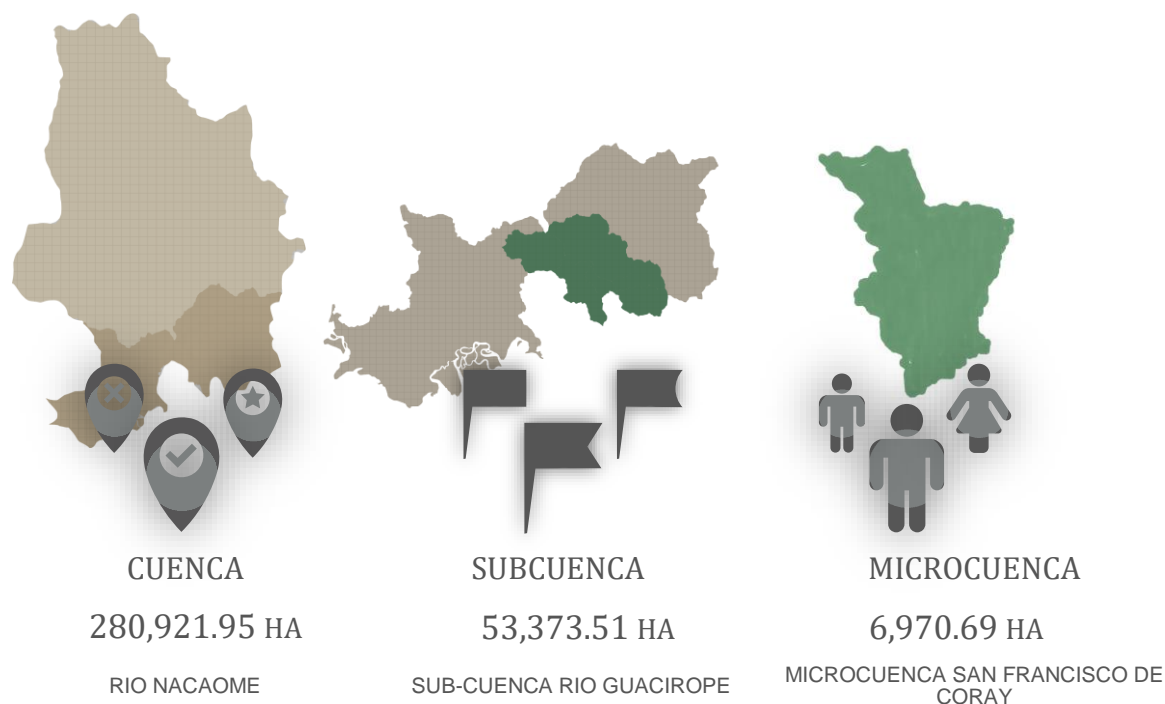 CUENCA
280,921.95 HA
RIO NACAOME
SUBCUENCA
53,373.51 HA
SUB-CUENCA RIO GUACIROPE
MICROCUENCA
6,970.69 HA
MICROCUENCA SAN FRANCISCO DE
CORAY